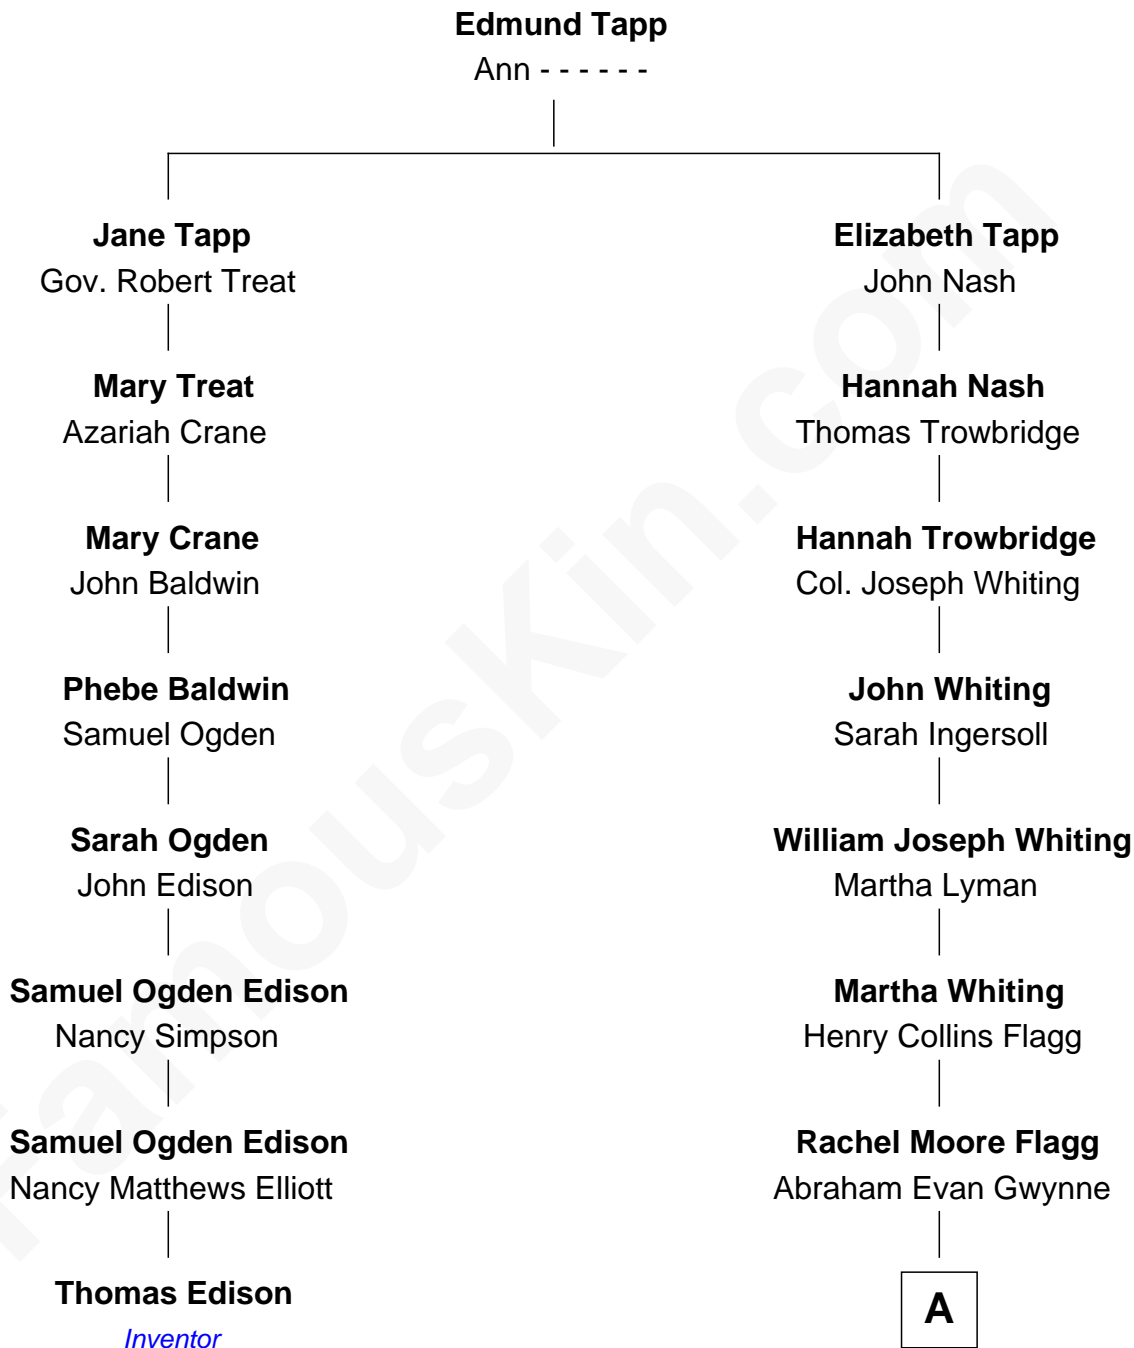 Edmund Tapp
Ann - - - - - -
Jane Tapp
Gov. Robert Treat
Elizabeth Tapp
John Nash
Mary Treat
Azariah Crane
Hannah Nash
Thomas Trowbridge
Mary Crane
John Baldwin
Hannah Trowbridge
Col. Joseph Whiting
Phebe Baldwin
Samuel Ogden
John Whiting
Sarah Ingersoll
Sarah Ogden
John Edison
William Joseph Whiting
Martha Lyman
Samuel Ogden Edison
Nancy Simpson
Martha Whiting
Henry Collins Flagg
Samuel Ogden Edison
Nancy Matthews Elliott
Rachel Moore Flagg
Abraham Evan Gwynne
Thomas Edison
Inventor
A
FamousKin.com